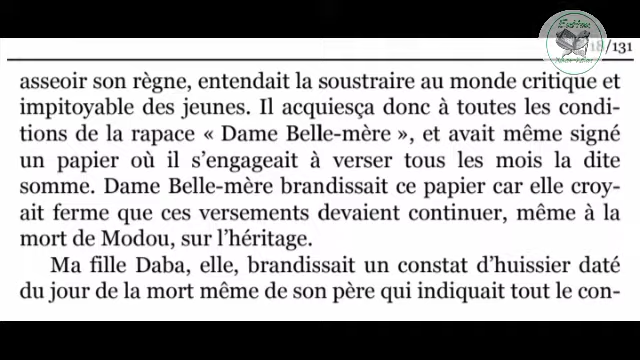 18/131
asseoir son règne, entendait la soustraire au monde critique et
impitoyable des jeunes. Il acquiesça donc à toutes les condi-
tions de la rapace « Dame Belle-mère », et avait même signé
un papier où il s'engageait à verser tous les mois la dite
somme. Dame Belle-mère brandissait ce papier car elle croy-
ait ferme que ces versements devaient continuer, même à la
mort de Modou, sur l'héritage.
Ma fille Daba, elle, brandissait un constat d'huissier daté
du jour de la mort même de son père qui indiquait tout le con-